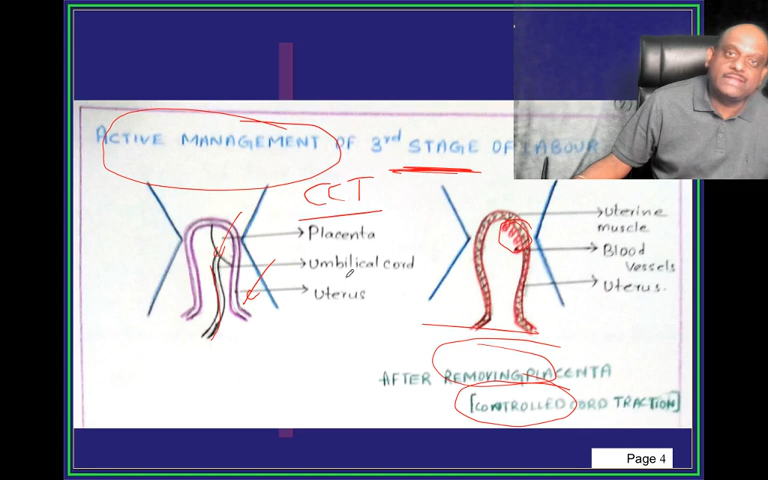 ACTIVE MANAGEMENT OF 3rd STAGE OF LABOUR
CCT
Placenta
Umbilical cord
Uterus
Uterine
muscle
Blood
Vessels
Uterus.
AFTER REMOVING PLACENTA
[CONTROLLED CORD TRACTION]
Page 4